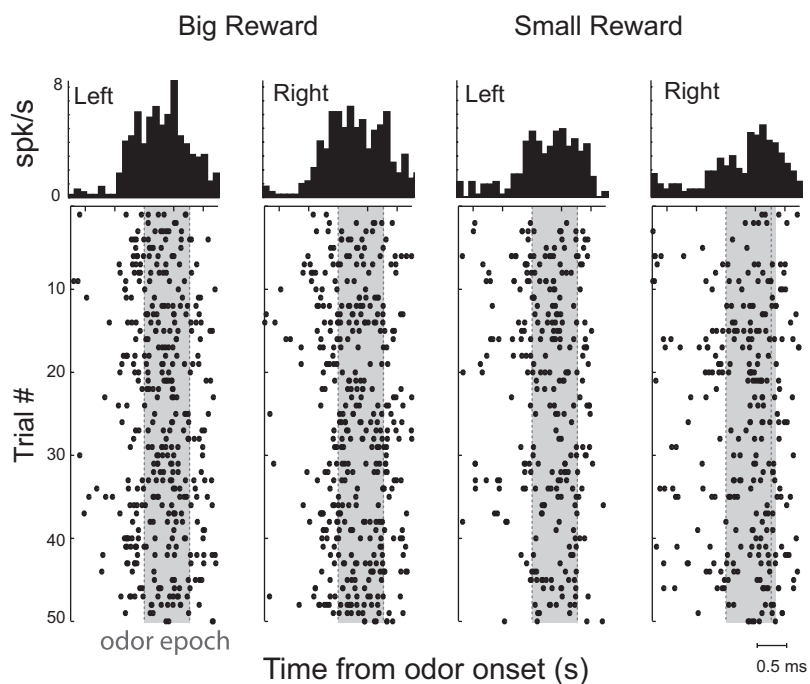 Big Reward Small Reward
Left Right Left Right
8
spk/s
0
10
20
Trial #
30
40
50
odor epoch
Time from odor onset (s)
0.5 ms